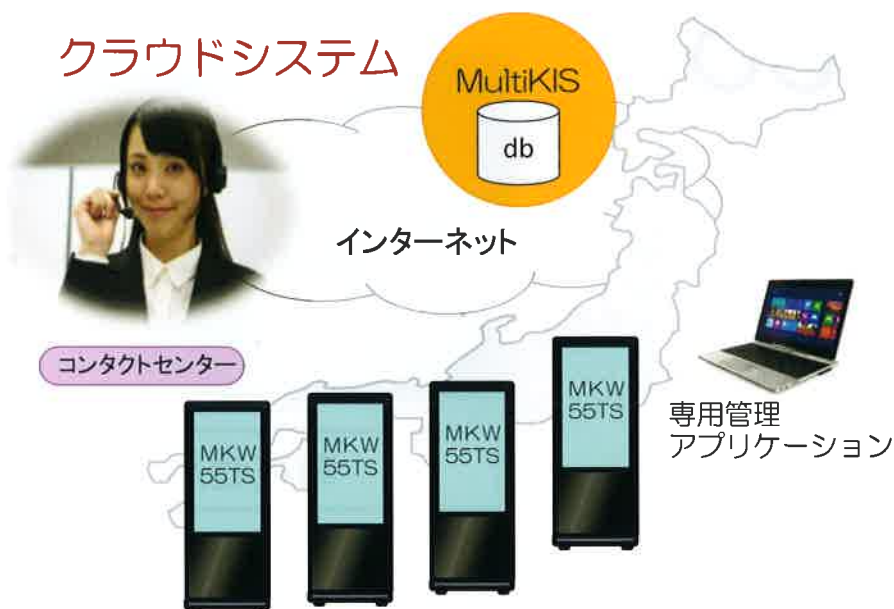 クラウドシステム
MultiKIS
db
インターネット
コンタクトセンター
MKW
55TS
MKW
55TS
MKW
55TS
MKW
55TS
専用管理
アプリケーション